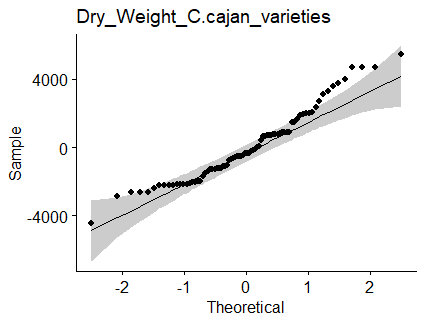 Dry_Weight_C.cajan_varieties
4000
0
-4000
Sample
-2
-1
0
1
2
Theoretical